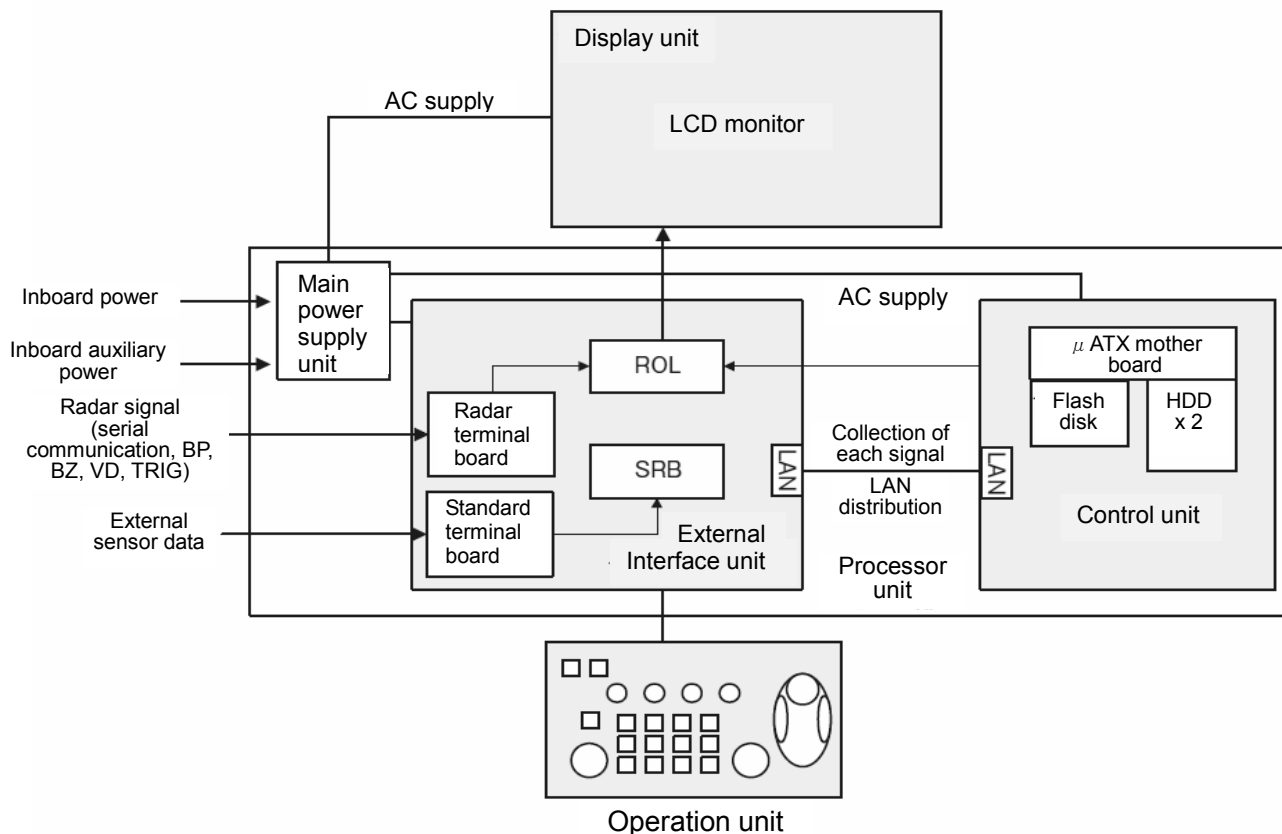 Display unit
AC supply
LCD monitor
Main
power
supply
unit
Inboard power
AC supply
Inboard auxiliary
power
ROL
μ ATX mother
board
Flash
disk
HDD
x 2
Radar signal
(serial
communication, BP,
BZ, VD, TRIG)
Radar
terminal
board
Collection of
each signal
LAN
LAN
SRB
LAN
distribution
Control unit
External
sensor data
Standard
terminal
board
External
Interface unit
Processor
unit
Operation unit